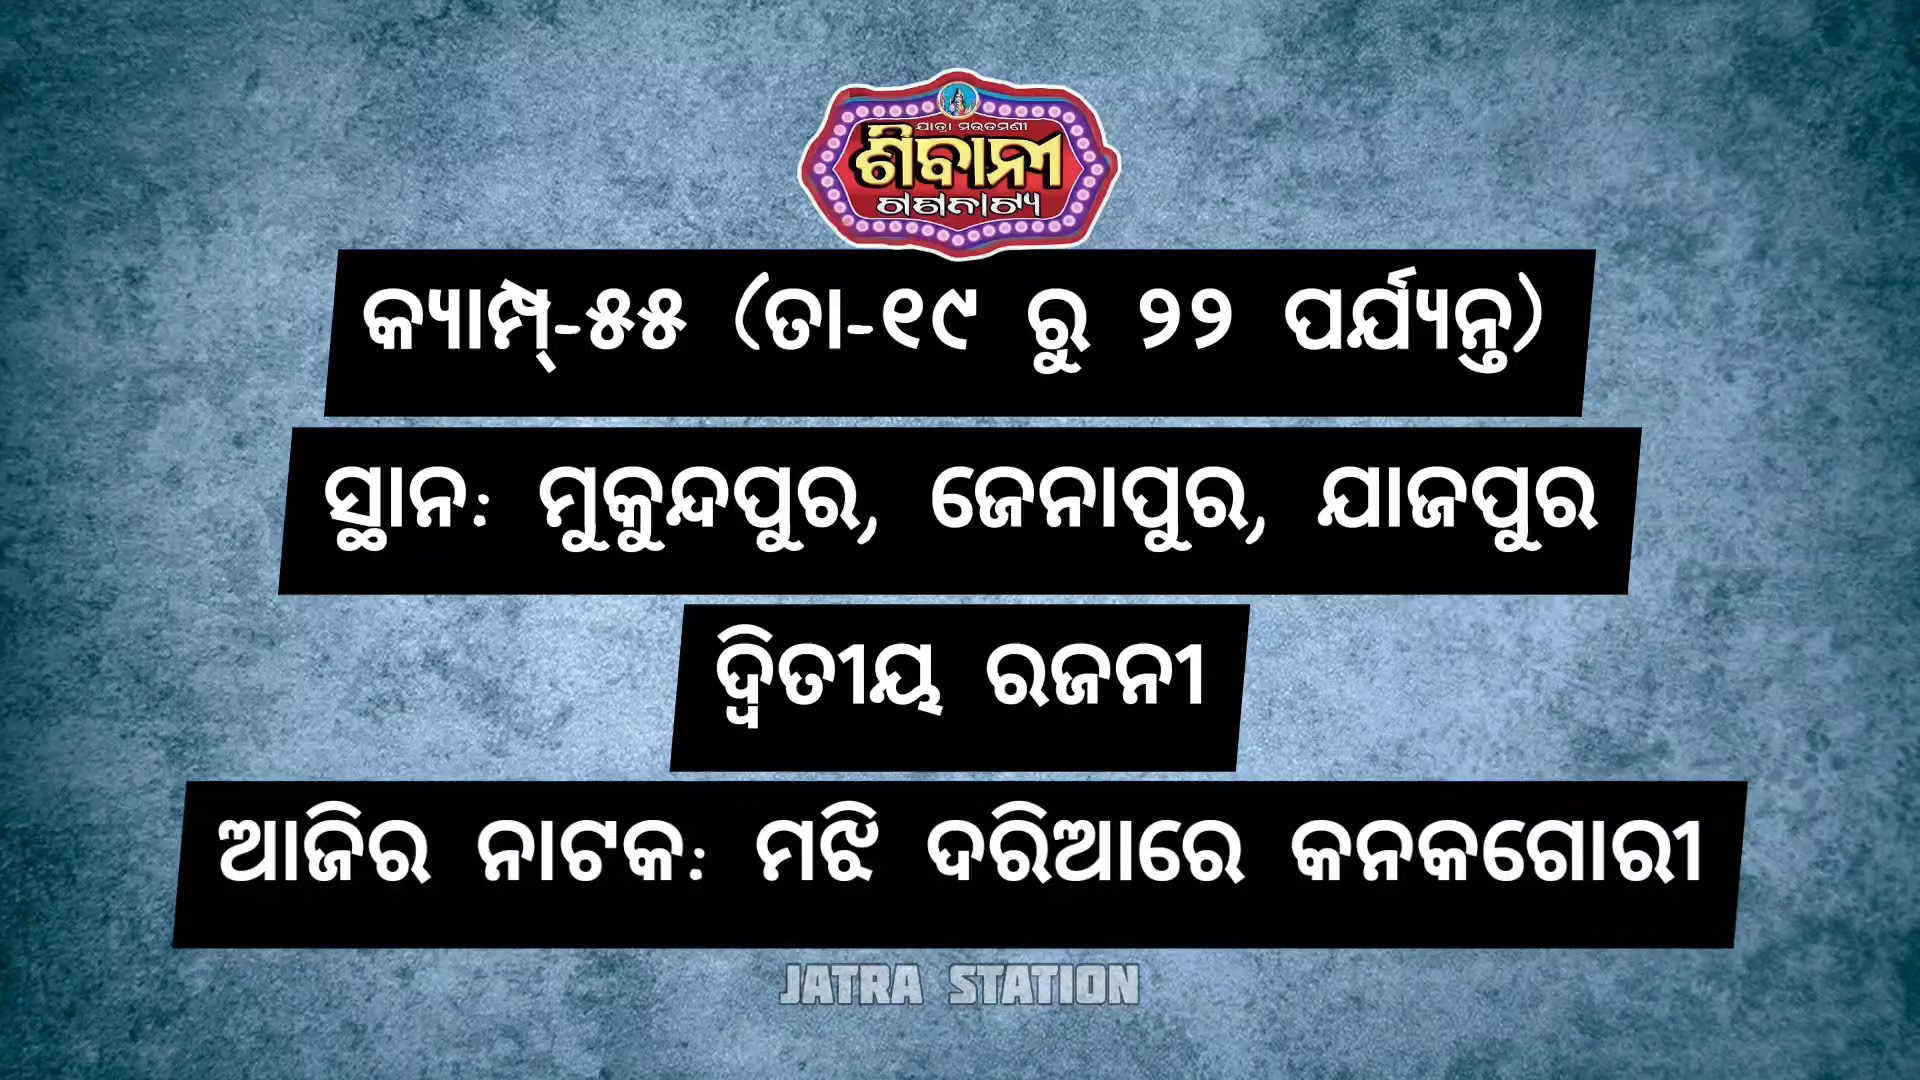 ଯାତ୍ରା ମଉଡମଣୀ
ଶିବାନୀ
ଗଣନାଟ୍ୟ
କ୍ୟାମ୍ପ୍-୫୫ (ତା-୧୯ ରୁ ୨୨ ପର୍ଯ୍ୟନ୍ତ)
ସ୍ଥାନ: ମୁକୁନ୍ଦପୁର, ଜେନାପୁର, ଯାଜପୁର
ଦ୍ୱିତୀୟ ରଜନୀ
ଆଜିର ନାଟକ: ମଝି ଦରିଆରେ କନକଗୋରୀ
JATRA STATION